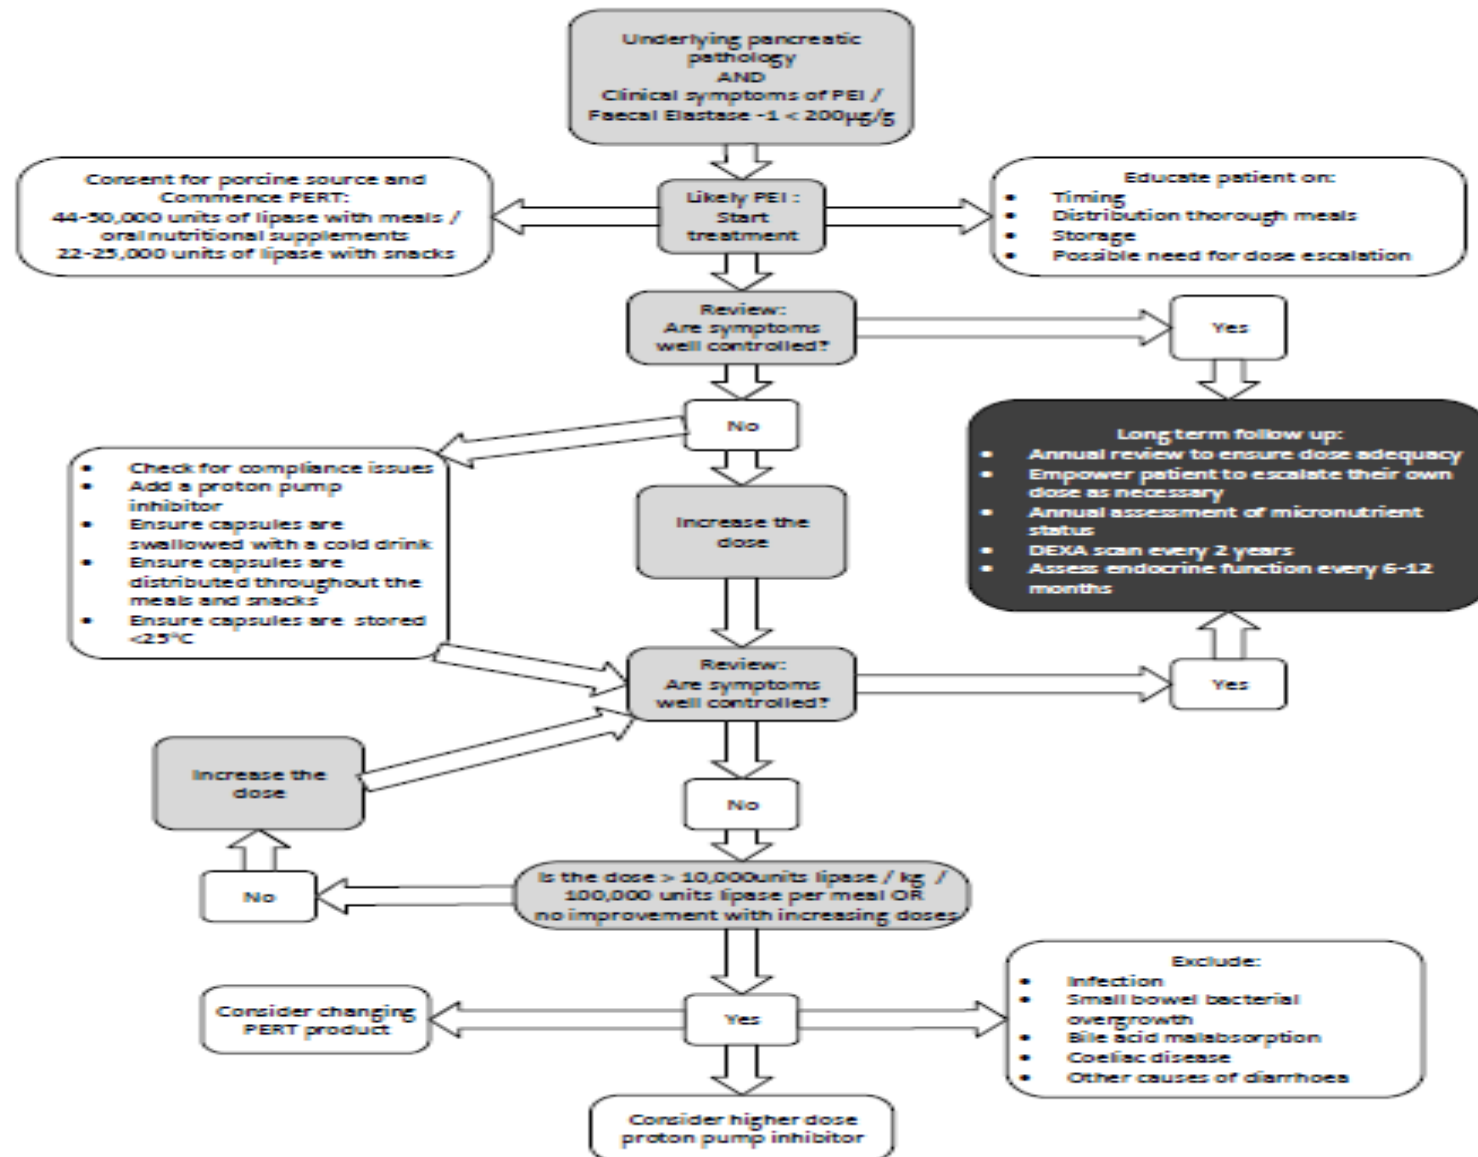 Underlying pancreatic
pathology
AND
Clinical symptoms of PEI /
Faecal Elastase -1 < 200µg/g
Consent for porcine source and
Commence PERT:
44-50,000 units of lipase with meals /
oral nutritional supplements
22-25,000 units of lipase with snacks
Likely PEI :
Start
treatment
Educate patient on:
• Timing
• Distribution thorough meals
• Storage
• Possible need for dose escalation
Review:
Are symptoms
well controlled?
Yes
No
Long term follow up:
• Annual review to ensure dose adequacy
• Empower patient to escalate their own
dose as necessary
• Annual assessment of micronutrient
status
• DEXA scan every 2 years
• Assess endocrine function every 6-12
months
• Check for compliance issues
• Add a proton pump
inhibitor
• Ensure capsules are
swallowed with a cold drink
• Ensure capsules are
distributed throughout the
meals and snacks
• Ensure capsules are stored
<25°C
Increase the
dose
Review:
Are symptoms
well controlled?
Yes
Increase the
dose
No
No
Is the dose > 10,000units lipase / kg /
100,000 units lipase per meal OR
no improvement with increasing doses
Consider changing
PERT product
Yes
Exclude:
• Infection
• Small bowel bacterial
overgrowth
• Bile acid malabsorption
• Coeliac disease
• Other causes of diarrhoea
Consider higher dose
proton pump inhibitor